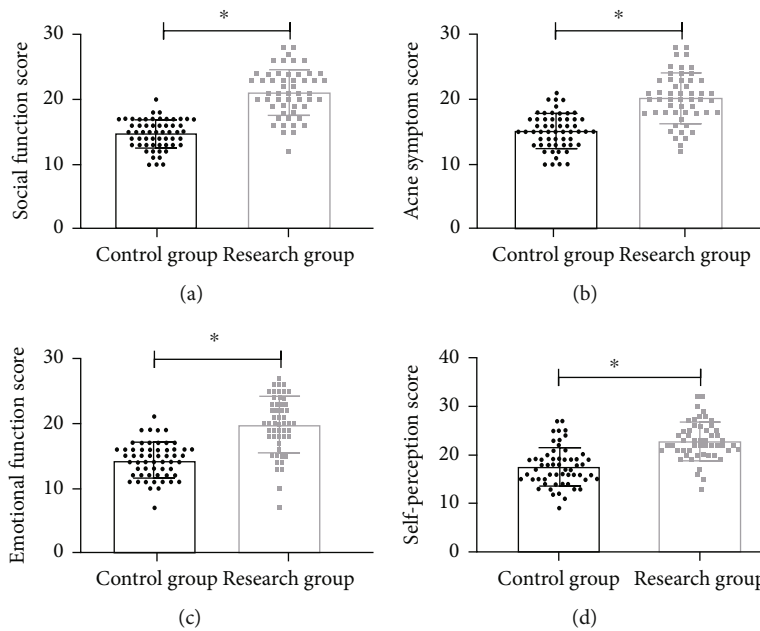 *
Social function score
30
20
10
0
Control group Research group
(a)
*
Acne symptom score
30
20
10
0
Control group Research group
(b)
*
Emotional function score
30
20
10
0
Control group Research group
(c)
*
Self-perception score
40
30
20
10
0
Control group Research group
(d)